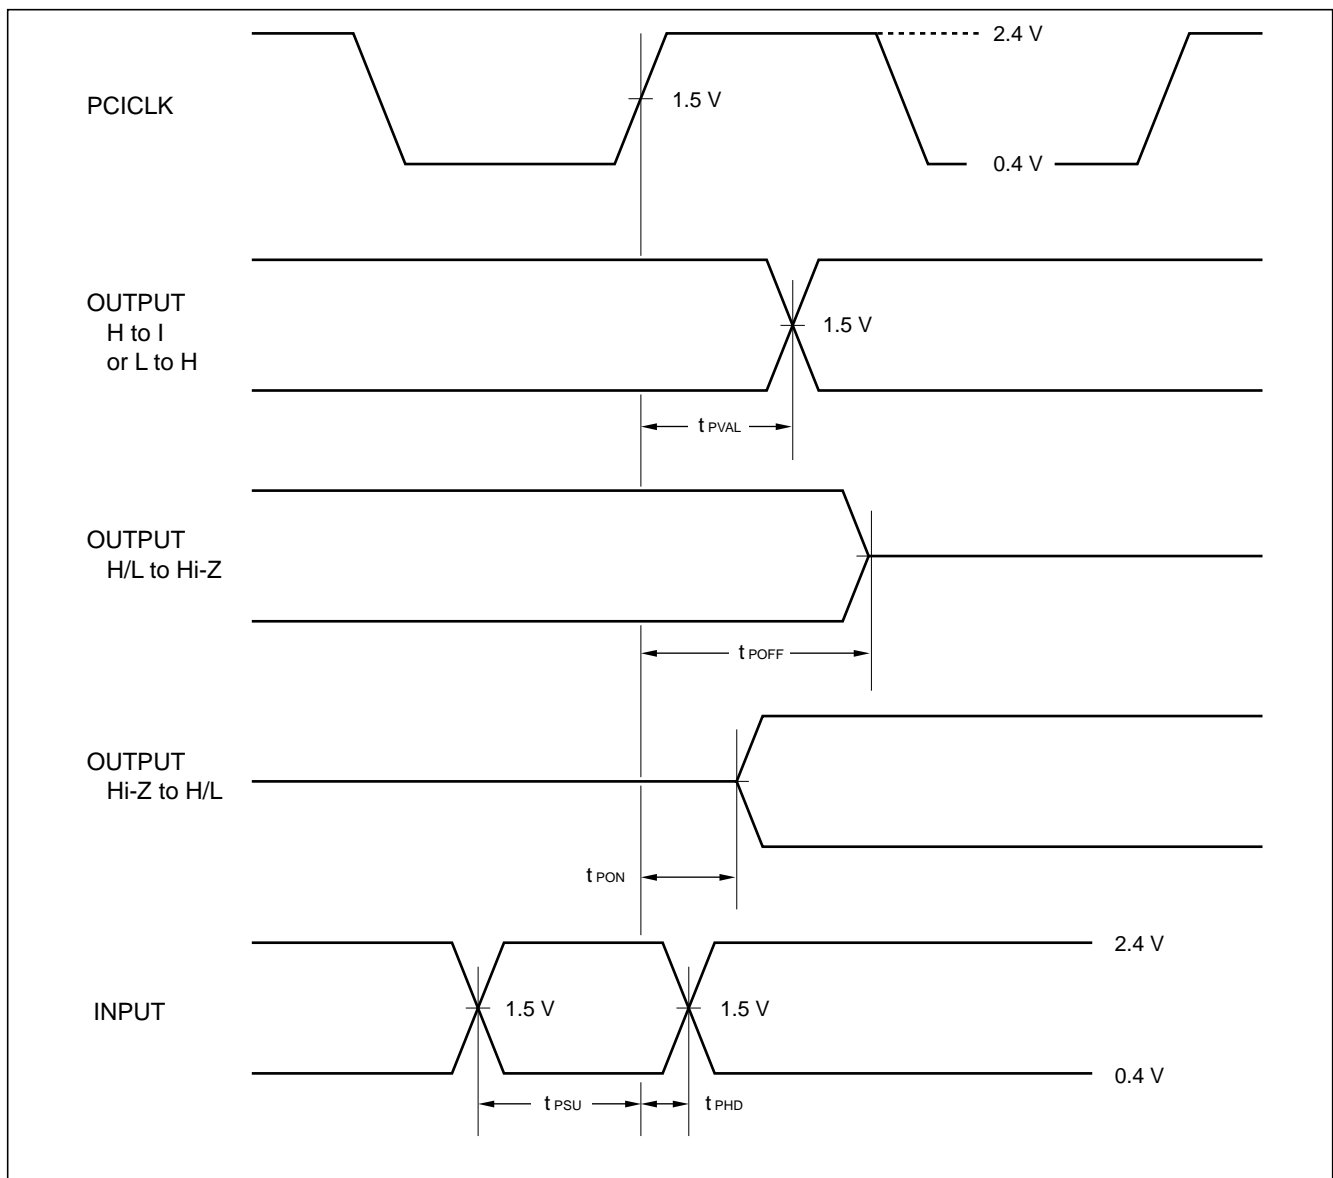 2.4 V
PCICLK
1.5 V
0.4 V
OUTPUT
H to l
or L to H
1.5 V
t PVAL
OUTPUT
H/L to Hi-Z
t POFF
OUTPUT
Hi-Z to H/L
t PON
2.4 V
INPUT
1.5 V
1.5 V
0.4 V
t PSU
t PHD